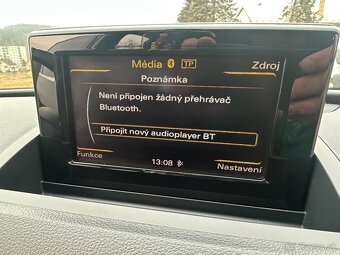 Média TP
Zdroj
Poznámka
Není připojen žádný přehrávač
Bluetooth.
Připojit nový audioplayer BT
Funkce
13:08
Nastavení